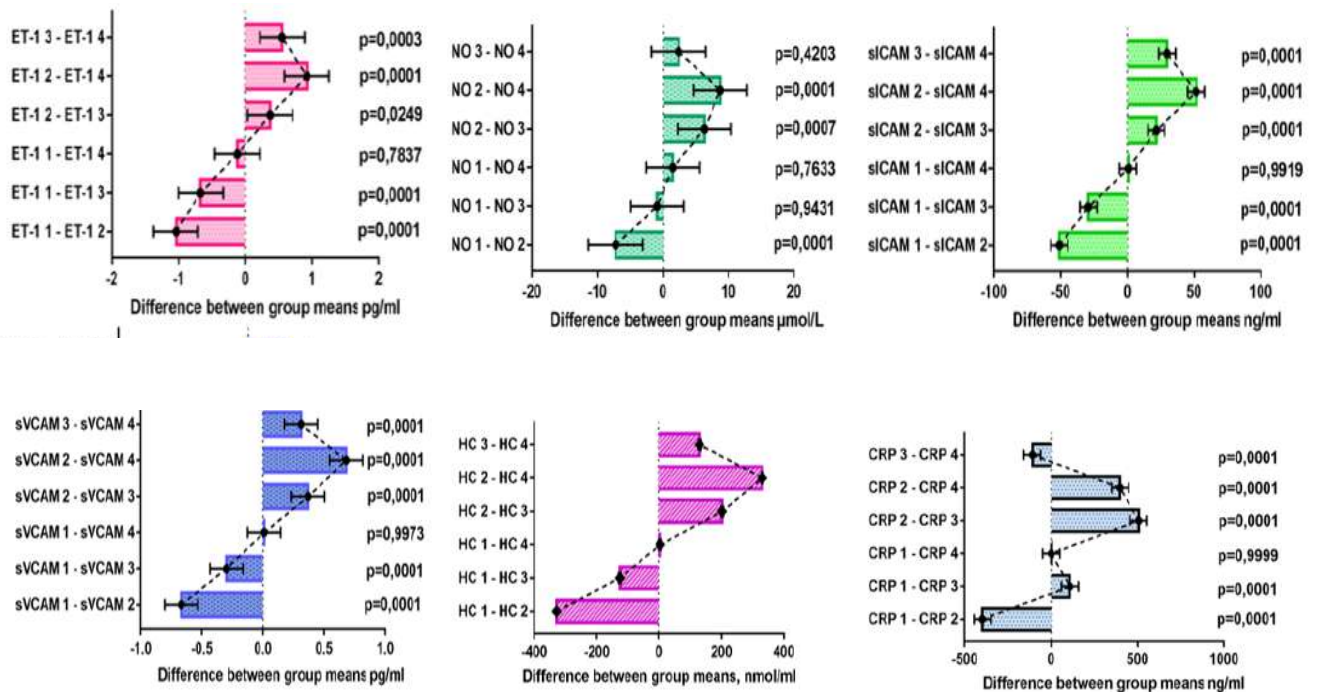 ET-1 3 - ET-1 4 p=0,0003
ET-1 2 - ET-1 4 p=0,0001
ET-1 2 - ET-1 3 p=0,0249
ET-1 1 - ET-1 4 p=0,7837
ET-1 1 - ET-1 3 p=0,0001
ET-1 1 - ET-1 2 p=0,0001
-2 -1 0 1 2
Difference between group means pg/ml
NO 3 - NO 4 p=0,4203
NO 2 - NO 4 p=0,0001
NO 2 - NO 3 p=0,0007
NO 1 - NO 4 p=0,7633
NO 1 - NO 3 p=0,9431
NO 1 - NO 2 p=0,0001
-20 -10 0 10 20
Difference between group means µmol/L
sICAM 3 - sICAM 4 p=0,0001
sICAM 2 - sICAM 4 p=0,0001
sICAM 2 - sICAM 3 p=0,0001
sICAM 1 - sICAM 4 p=0,9919
sICAM 1 - sICAM 3 p=0,0001
sICAM 1 - sICAM 2 p=0,0001
-100 -50 0 50 100
Difference between group means ng/ml
sVCAM 3 - sVCAM 4 p=0,0001
sVCAM 2 - sVCAM 4 p=0,0001
sVCAM 2 - sVCAM 3 p=0,0001
sVCAM 1 - sVCAM 4 p=0,9973
sVCAM 1 - sVCAM 3 p=0,0001
sVCAM 1 - sVCAM 2 p=0,0001
-1.0 -0.5 0.0 0.5 1.0
Difference between group means pg/ml
HC 3 - HC 4
HC 2 - HC 4
HC 2 - HC 3
HC 1 - HC 4
HC 1 - HC 3
HC 1 - HC 2
-400 -200 0 200 400
Difference between group means, nmol/ml
CRP 3 - CRP 4 p=0,0001
CRP 2 - CRP 4 p=0,0001
CRP 2 - CRP 3 p=0,0001
CRP 1 - CRP 4 p=0,9999
CRP 1 - CRP 3 p=0,0001
CRP 1 - CRP 2 p=0,0001
-500 0 500 1000
Difference between group means ng/ml